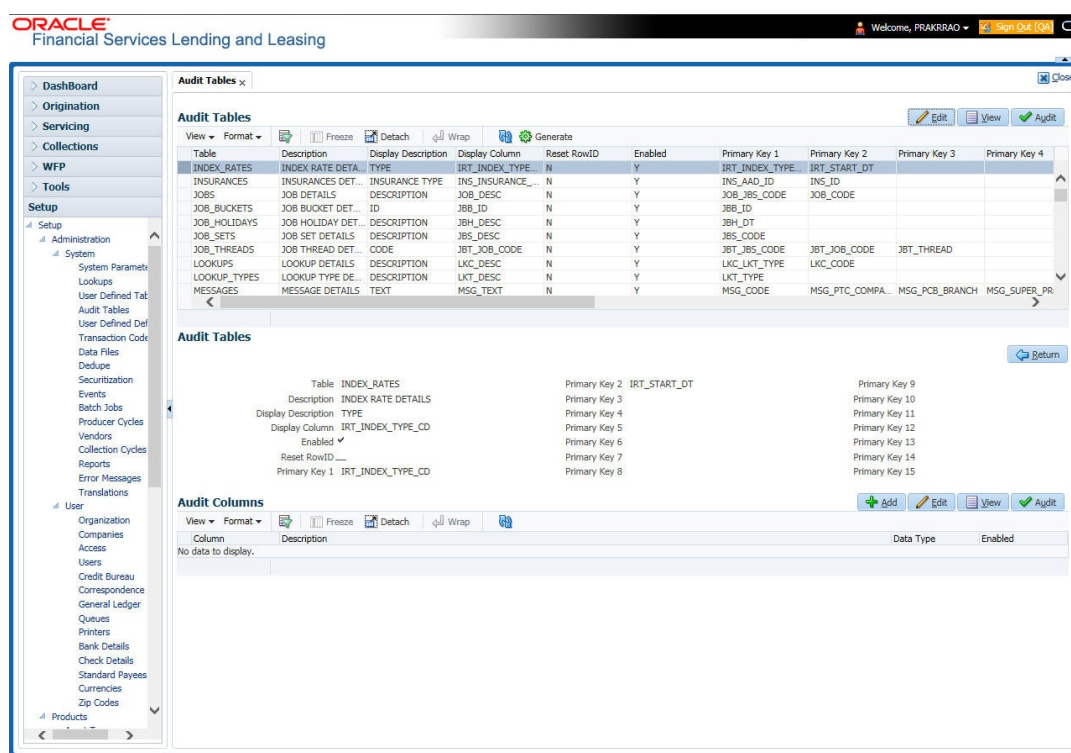 ORACLE
Financial Services Lending and Leasing
Welcome, PRAKRRAO
Sign Out [QA]
DashBoard
Origination
Servicing
Collections
WFP
Tools
Setup
Setup
Administration
System
System Paramete
Lookups
User Defined Tab
Audit Tables
User Defined Def
Transaction Code
Data Files
Dedupe
Securitization
Events
Batch Jobs
Producer Cycles
Vendors
Collection Cycles
Reports
Error Messages
Translations
User
Organization
Companies
Access
Users
Credit Bureau
Correspondence
General Ledger
Queues
Printers
Bank Details
Check Details
Standard Payees
Currencies
Zip Codes
Products
Audit Tables
Close
Audit Tables
Edit View Audit
View Format Freeze Detach Wrap Generate
Table Description Display Description Display Column Reset RowID Enabled Primary Key 1 Primary Key 2 Primary Key 3 Primary Key 4
INDEX_RATES INDEX RATE DETA... TYPE IRT_INDEX_TYPE... N Y IRT_INDEX_TYPE... IRT_START_DT
INSURANCES INSURANCES DET... INSURANCE TYPE INS_INSURANCE_... N Y INS_AAD_ID INS_ID
JOBS JOB DETAILS DESCRIPTION JOB_DESC N Y JOB_JBS_CODE JOB_CODE
JOB_BUCKETS JOB BUCKET DET... ID JBB_ID N Y JBB_ID
JOB_HOLIDAYS JOB HOLIDAY DET... DESCRIPTION JBH_DESC N Y JBH_DT
JOB_SETS JOB SET DETAILS DESCRIPTION JBS_DESC N Y JBS_CODE
JOB_THREADS JOB THREAD DET... CODE JBT_JOB_CODE N Y JBT_JBS_CODE JBT_JOB_CODE JBT_THREAD
LOOKUPS LOOKUP DETAILS DESCRIPTION LKC_DESC N Y LKC_LKT_TYPE LKC_CODE
LOOKUP_TYPES LOOKUP TYPE DE... DESCRIPTION LKT_DESC N Y LKT_TYPE
MESSAGES MESSAGE DETAILS TEXT MSG_TEXT N Y MSG_CODE MSG_PTC_COMPA... MSG_PCB_BRANCH MSG_SUPER_PR
Audit Tables
Return
Table INDEX_RATES Primary Key 2 IRT_START_DT Primary Key 9
Description INDEX RATE DETAILS Primary Key 3 Primary Key 10
Display Description TYPE Primary Key 4 Primary Key 11
Display Column IRT_INDEX_TYPE_CD Primary Key 5 Primary Key 12
Enabled Primary Key 6 Primary Key 13
Reset RowID Primary Key 7 Primary Key 14
Primary Key 1 IRT_INDEX_TYPE_CD Primary Key 8 Primary Key 15
Audit Columns
Add Edit View Audit
View Format Freeze Detach Wrap
Column Description Data Type Enabled
No data to display.